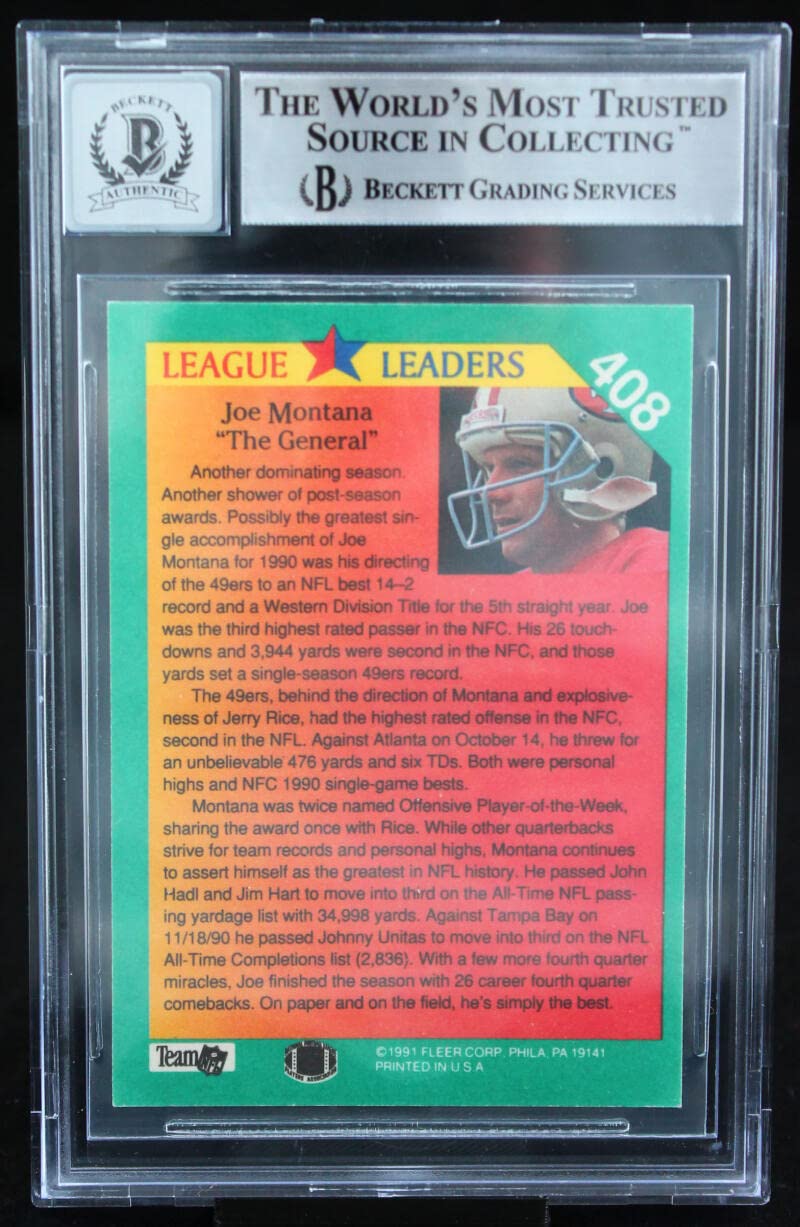 BECKETT
B
AUTHENTIC
THE WORLD'S MOST TRUSTED
SOURCE IN COLLECTING™
B BECKETT GRADING SERVICES
LEAGUE LEADERS
408
Joe Montana
"The General"
Another dominating season.
Another shower of post-season
awards. Possibly the greatest sin-
gle accomplishment of Joe
Montana for 1990 was his directing
of the 49ers to an NFL best 14–2
record and a Western Division Title for the 5th straight year. Joe
was the third highest rated passer in the NFC. His 26 touch-
downs and 3,944 yards were second in the NFC, and those
yards set a single-season 49ers record.
The 49ers, behind the direction of Montana and explosive-
ness of Jerry Rice, had the highest rated offense in the NFC,
second in the NFL. Against Atlanta on October 14, he threw for
an unbelievable 476 yards and six TDs. Both were personal
highs and NFC 1990 single-game bests.
Montana was twice named Offensive Player-of-the-Week,
sharing the award once with Rice. While other quarterbacks
strive for team records and personal highs, Montana continues
to assert himself as the greatest in NFL history. He passed John
Hadl and Jim Hart to move into third on the All-Time NFL pass-
ing yardage list with 34,998 yards. Against Tampa Bay on
11/18/90 he passed Johnny Unitas to move into third on the NFL
All-Time Completions list (2,836). With a few more fourth quarter
miracles, Joe finished the season with 26 career fourth quarter
comebacks. On paper and on the field, he's simply the best.
Team NFL
PLAYERS ASSOCIATION
©1991 FLEER CORP. PHILA. PA 19141
PRINTED IN U S A